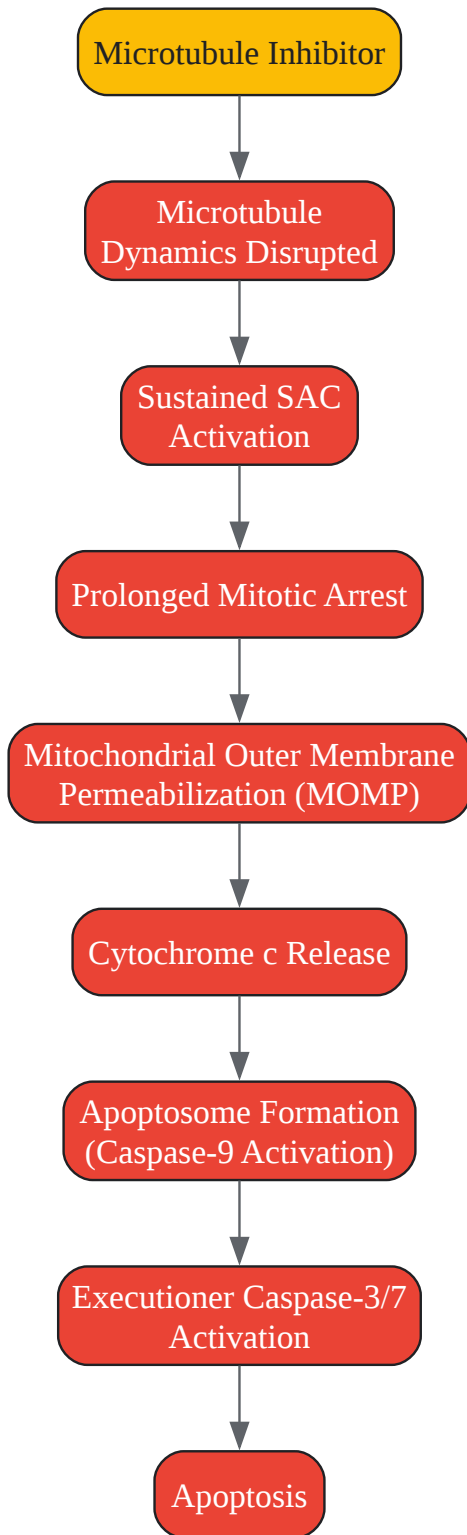 Microtubule Inhibitor
Microtubule
Dynamics Disrupted
Sustained SAC
Activation
Prolonged Mitotic Arrest
Mitochondrial Outer Membrane
Permeabilization (MOMP)
Cytochrome c Release
Apoptosome Formation
(Caspase-9 Activation)
Executioner Caspase-3/7
Activation
Apoptosis